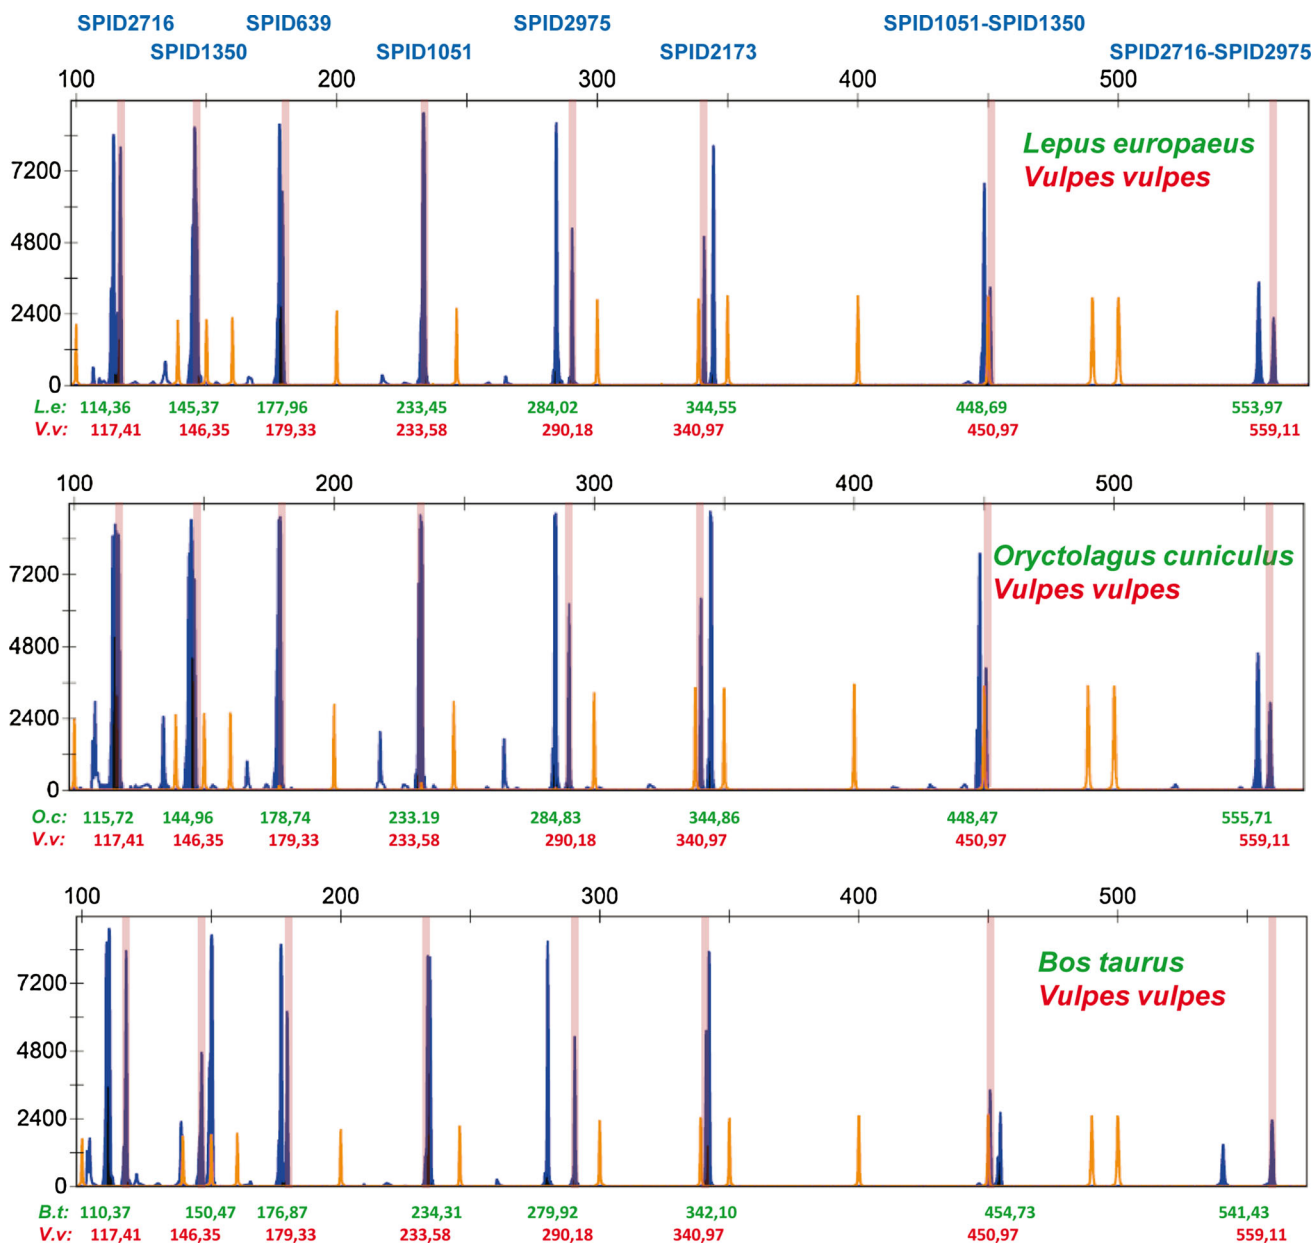 SPID2716 SPID639 SPID2975 SPID1051-SPID1350
SPID1350 SPID1051 SPID2173 SPID2716-SPID2975
100 200 300 400 500
Lepus europaeus
Vulpes vulpes
7200
4800
2400
0
L.e: 114,36 145,37 177,96 233,45 284,02 344,55 448,69 553,97
V.v: 117,41 146,35 179,33 233,58 290,18 340,97 450,97 559,11
100 200 300 400 500
Oryctolagus cuniculus
Vulpes vulpes
7200
4800
2400
0
O.c: 115,72 144,96 178,74 233.19 284,83 344,86 448,47 555,71
V.v: 117,41 146,35 179,33 233,58 290,18 340,97 450,97 559,11
100 200 300 400 500
Bos taurus
Vulpes vulpes
7200
4800
2400
0
B.t: 110,37 150,47 176,87 234,31 279,92 342,10 454,73 541,43
V.v: 117,41 146,35 179,33 233,58 290,18 340,97 450,97 559,11